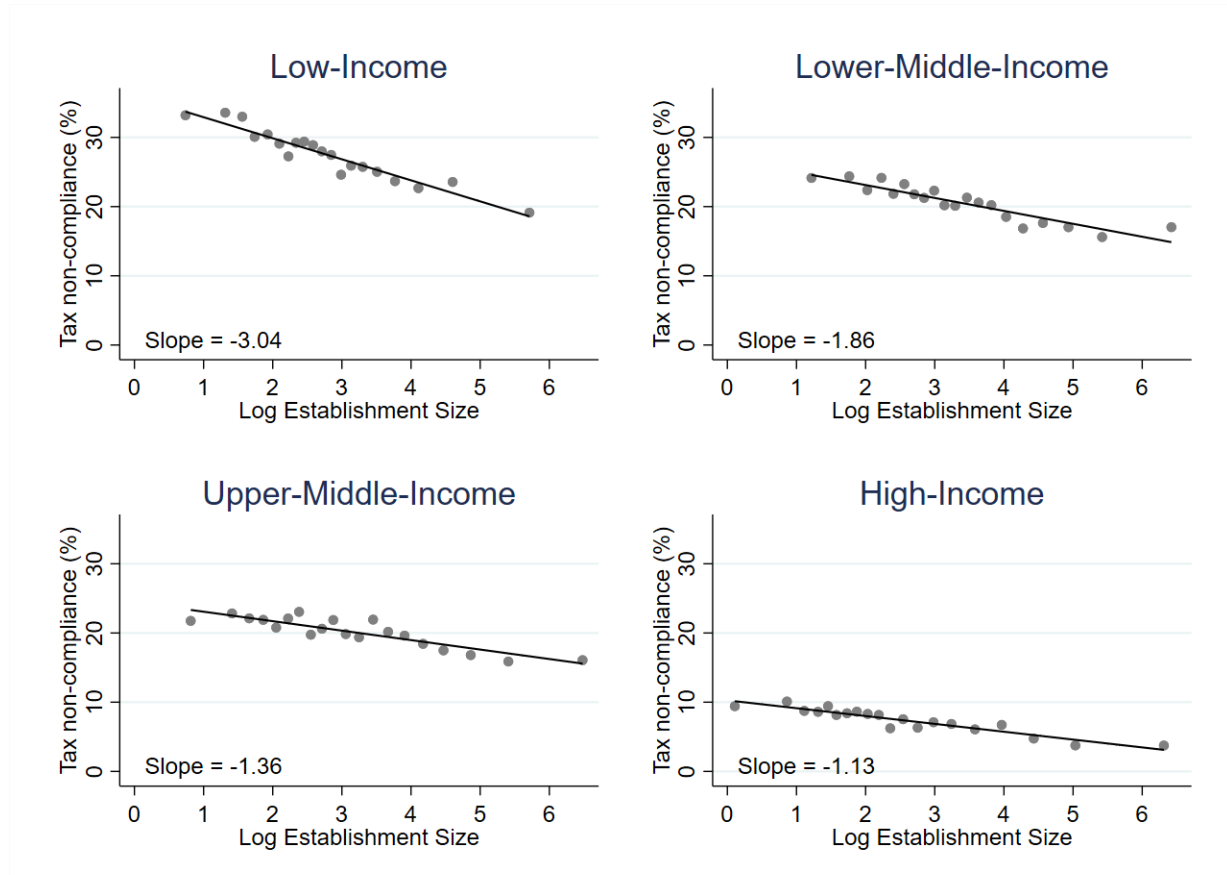 Low-Income
Tax non-compliance (%)
30
20
10
0
Slope = -3.04
0 1 2 3 4 5 6
Log Establishment Size
Lower-Middle-Income
Tax non-compliance (%)
30
20
10
0
Slope = -1.86
0 1 2 3 4 5 6
Log Establishment Size
Upper-Middle-Income
Tax non-compliance (%)
30
20
10
0
Slope = -1.36
0 1 2 3 4 5 6
Log Establishment Size
High-Income
Tax non-compliance (%)
30
20
10
0
Slope = -1.13
0 1 2 3 4 5 6
Log Establishment Size